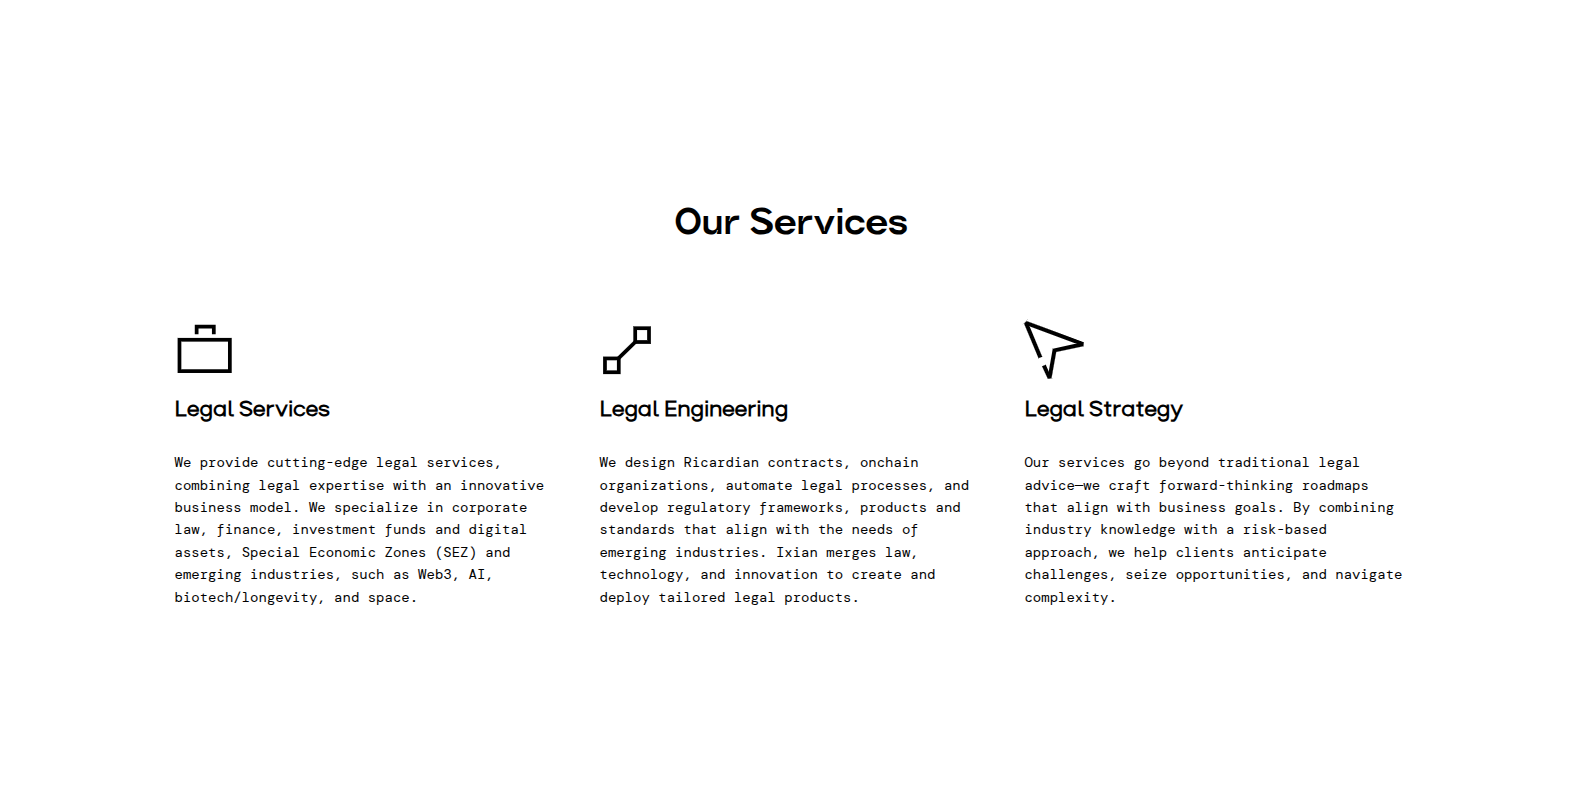 Our Services
Legal Services
We provide cutting-edge legal services,
combining legal expertise with an innovative
business model. We specialize in corporate
law, finance, investment funds and digital
assets, Special Economic Zones (SEZ) and
emerging industries, such as Web3, AI,
biotech/longevity, and space.
Legal Engineering
We design Ricardian contracts, onchain
organizations, automate legal processes, and
develop regulatory frameworks, products and
standards that align with the needs of
emerging industries. Ixian merges law,
technology, and innovation to create and
deploy tailored legal products.
Legal Strategy
Our services go beyond traditional legal
advice—we craft forward-thinking roadmaps
that align with business goals. By combining
industry knowledge with a risk-based
approach, we help clients anticipate
challenges, seize opportunities, and navigate
complexity.